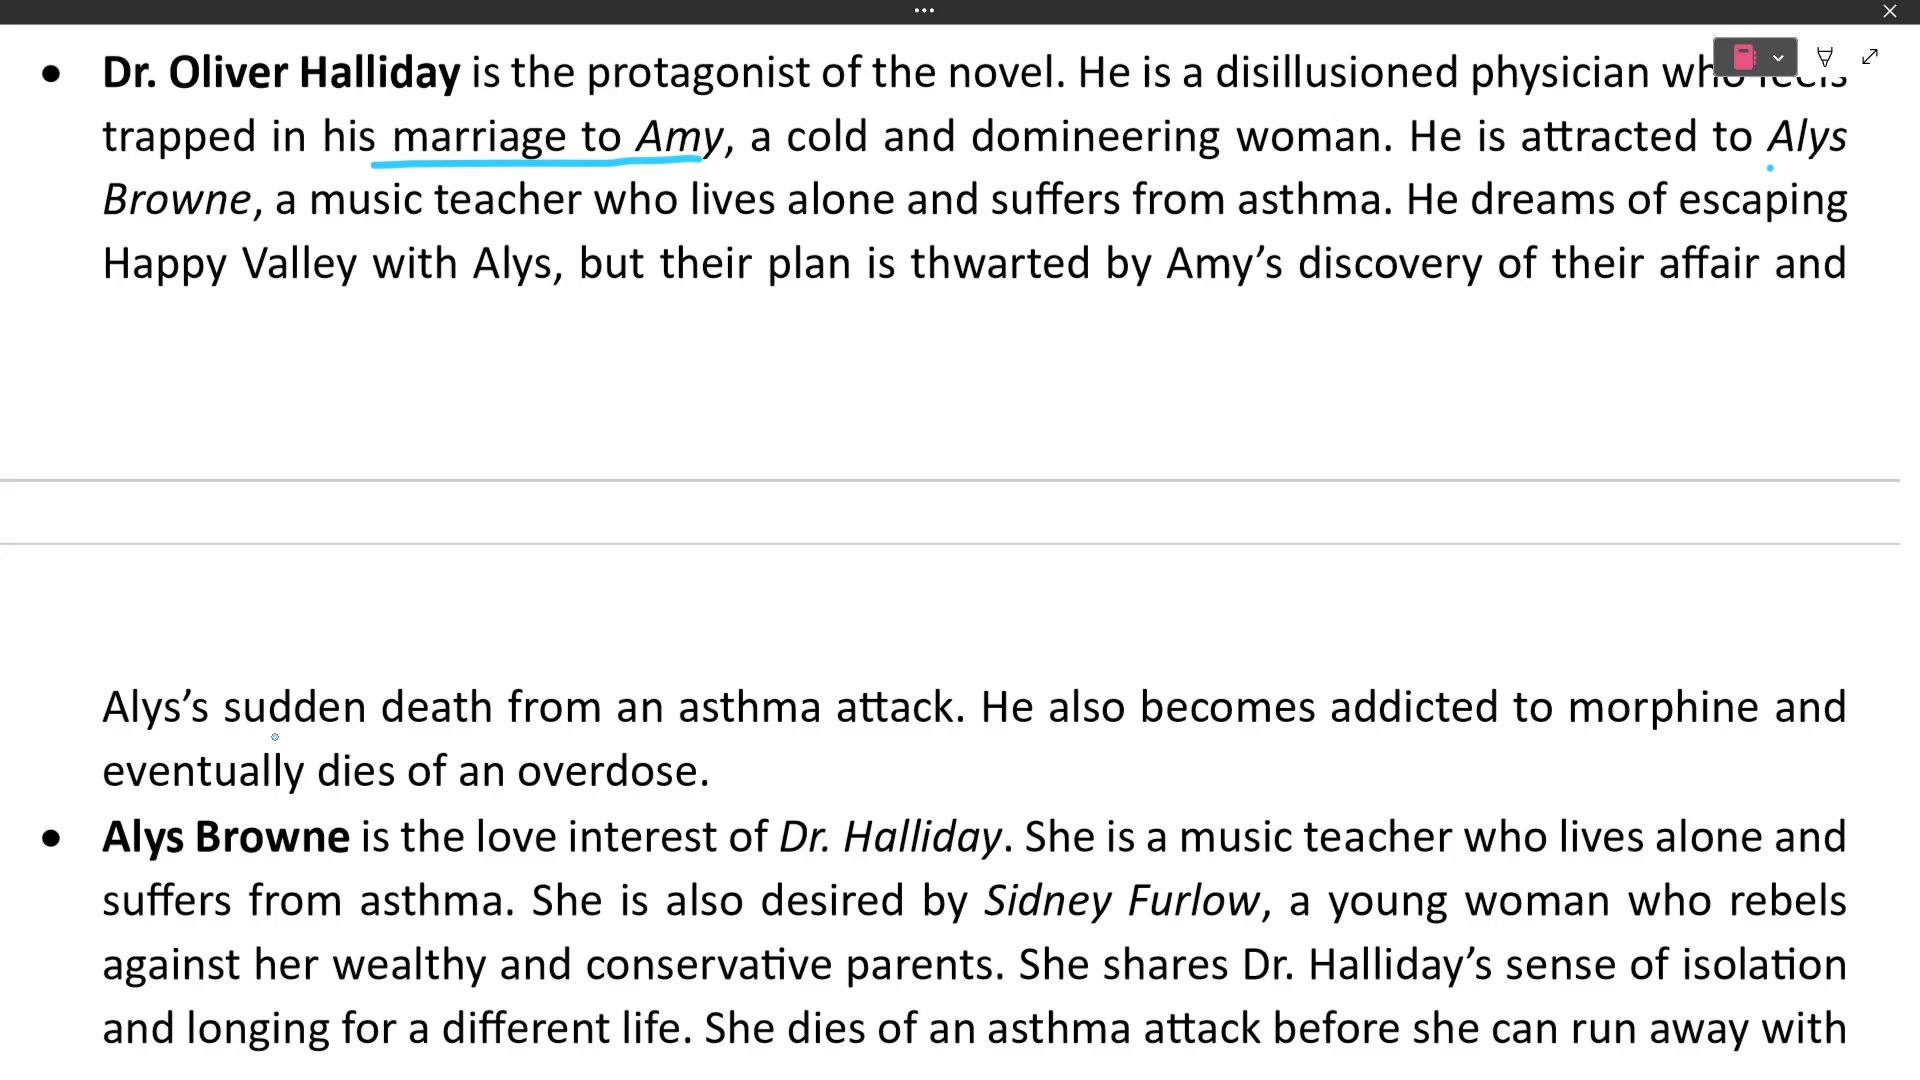 • Dr. Oliver Halliday is the protagonist of the novel. He is a disillusioned physician who feels
trapped in his marriage to Amy, a cold and domineering woman. He is attracted to Alys
Browne, a music teacher who lives alone and suffers from asthma. He dreams of escaping
Happy Valley with Alys, but their plan is thwarted by Amy’s discovery of their affair and
Alys’s sudden death from an asthma attack. He also becomes addicted to morphine and
eventually dies of an overdose.
• Alys Browne is the love interest of Dr. Halliday. She is a music teacher who lives alone and
suffers from asthma. She is also desired by Sidney Furlow, a young woman who rebels
against her wealthy and conservative parents. She shares Dr. Halliday’s sense of isolation
and longing for a different life. She dies of an asthma attack before she can run away with